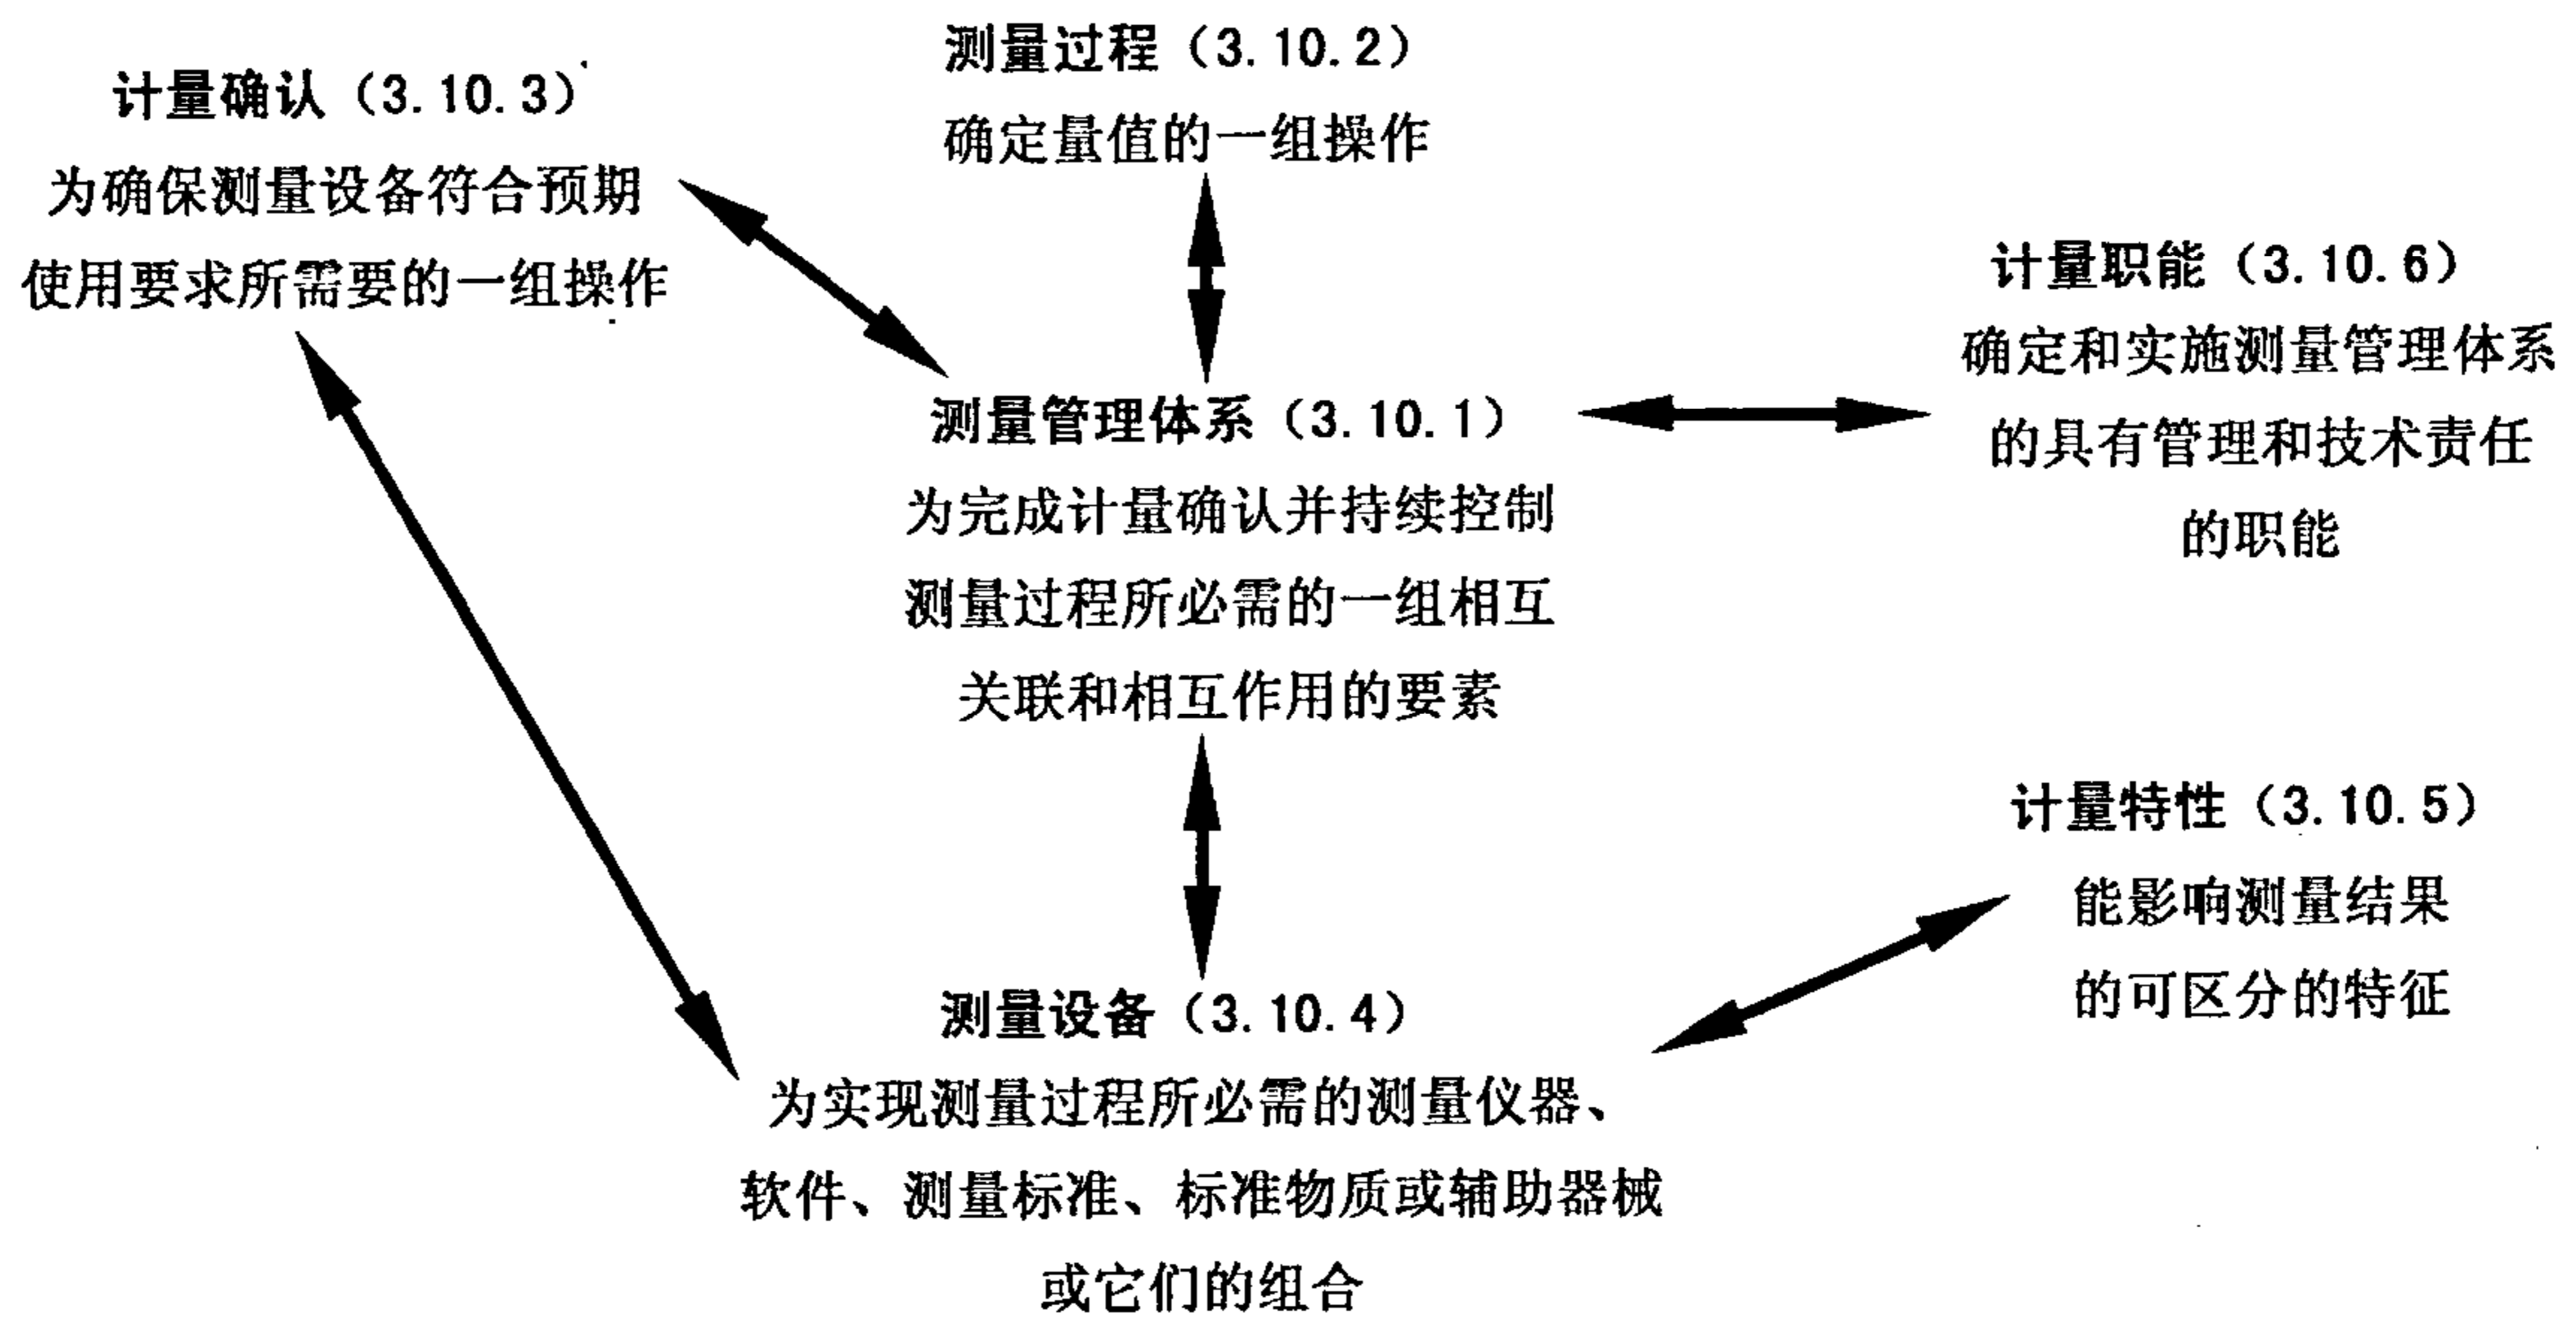 测量过程（3.10.2）
确定量值的一组操作
计量确认（3.10.3）
为确保测量设备符合预期
使用要求所需要的一组操作
计量职能（3.10.6）
确定和实施测量管理体系
的具有管理和技术责任
的职能
测量管理体系（3.10.1）
为完成计量确认并持续控制
测量过程所必需的一组相互
关联和相互作用的要素
计量特性（3.10.5）
能影响测量结果
的可区分的特征
测量设备（3.10.4）
为实现测量过程所必需的测量仪器、
软件、测量标准、标准物质或辅助器械
或它们的组合